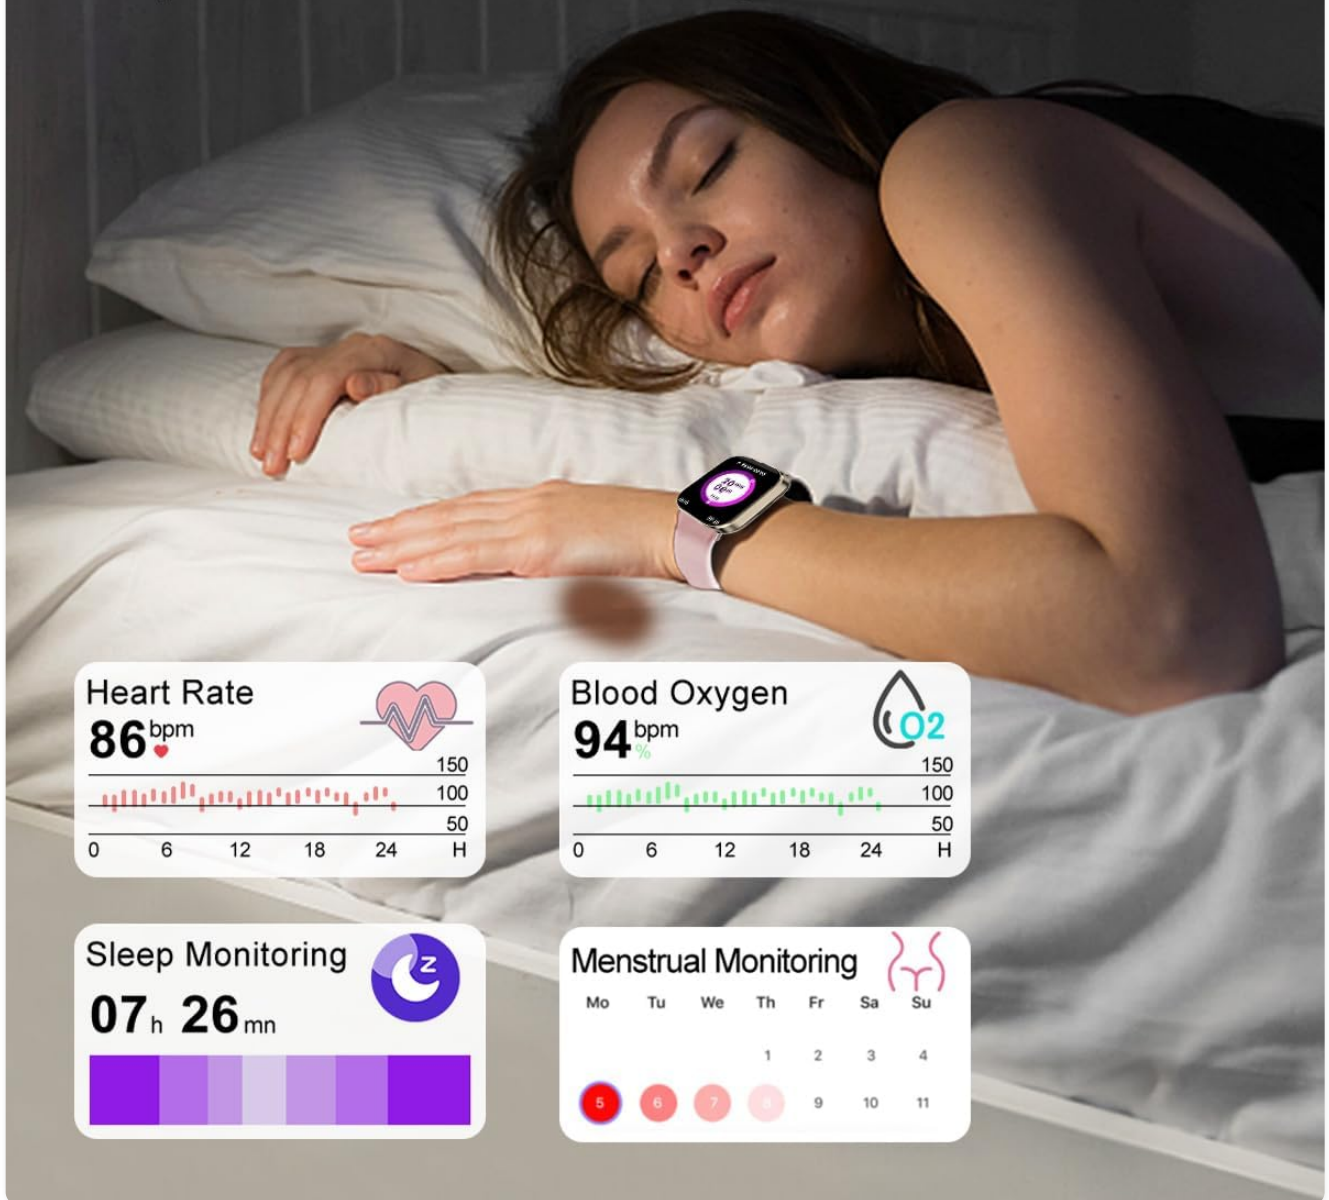 Heart Rate
86 bpm
150
100
50
0 6 12 18 24 H
Blood Oxygen
O2
94 bpm
%
150
100
50
0 6 12 18 24 H
Sleep Monitoring
z
07 h 26 mn
Menstrual Monitoring
Mo Tu We Th Fr Sa Su
1 2 3 4
5 6 7 8 9 10 11